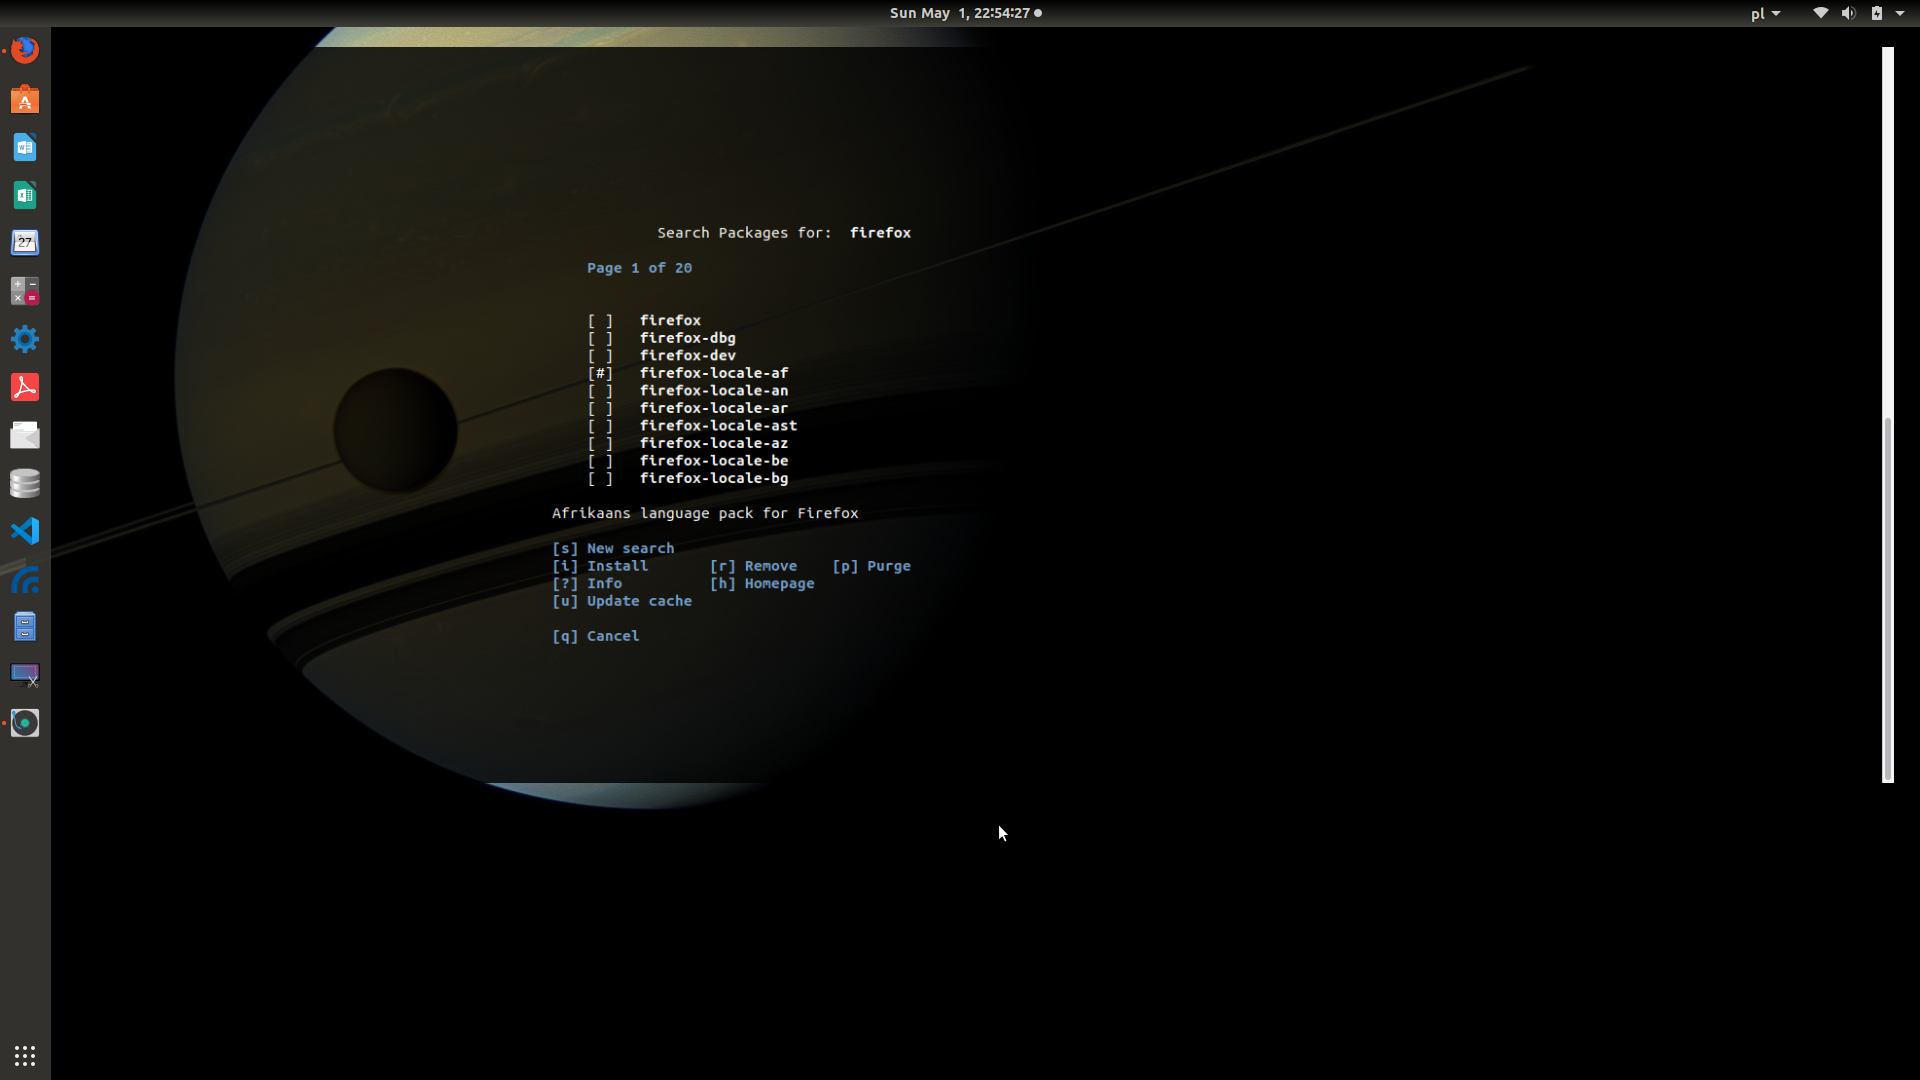 Sun May  1, 22:54:27
pl
27
Search Packages for:  firefox
Page 1 of 20
[ ]   firefox
[ ]   firefox-dbg
[ ]   firefox-dev
[#]   firefox-locale-af
[ ]   firefox-locale-an
[ ]   firefox-locale-ar
[ ]   firefox-locale-ast
[ ]   firefox-locale-az
[ ]   firefox-locale-be
[ ]   firefox-locale-bg
Afrikaans language pack for Firefox
[s] New search
[i] Install       [r] Remove    [p] Purge
[?] Info          [h] Homepage
[u] Update cache
[q] Cancel